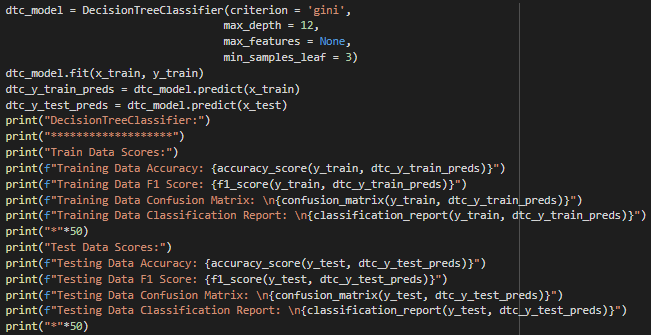 dtc_model = DecisionTreeClassifier(criterion = 'gini',
                                   max_depth = 12,
                                   max_features = None,
                                   min_samples_leaf = 3)
dtc_model.fit(x_train, y_train)
dtc_y_train_preds = dtc_model.predict(x_train)
dtc_y_test_preds = dtc_model.predict(x_test)
print("DecisionTreeClassifier:")
print("*******************")
print("Train Data Scores:")
print(f"Training Data Accuracy: {accuracy_score(y_train, dtc_y_train_preds)}")
print(f"Training Data F1 Score: {f1_score(y_train, dtc_y_train_preds)}")
print(f"Training Data Confusion Matrix: \n{confusion_matrix(y_train, dtc_y_train_preds)}")
print(f"Training Data Classification Report: \n{classification_report(y_train, dtc_y_train_preds)}")
print("*"*50)
print("Test Data Scores:")
print(f"Testing Data Accuracy: {accuracy_score(y_test, dtc_y_test_preds)}")
print(f"Testing Data F1 Score: {f1_score(y_test, dtc_y_test_preds)}")
print(f"Testing Data Confusion Matrix: \n{confusion_matrix(y_test, dtc_y_test_preds)}")
print(f"Testing Data Classification Report: \n{classification_report(y_test, dtc_y_test_preds)}")
print("*"*50)